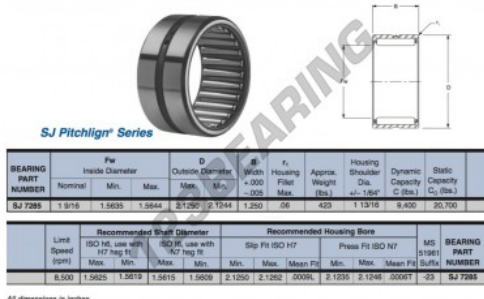 B
r₁
Fw
D
SJ Pitchlign® Series
123BEARING
BEARING PART NUMBER
Fw Inside Diameter
D Outside Diameter
B Width +.000 -.005
Housing Fillet Max.
Approx. Weight (lbs.)
Housing Shoulder Dia. +/- 1/64"
Dynamic Capacity C (lbs.)
Static Capacity C₀ (lbs.)
Nominal Min. Max. Max. Min.
SJ 7285 1 9/16 1.5635 1.5644 2.1250 2.1244 1.250 .06 423 1 13/16 9,400 20,700
Limit Speed (rpm)
Recommended Shaft Diameter
Recommended Housing Bore
MS 51961 Suffix
BEARING PART NUMBER
ISO h6, use with H7 hsg fit
ISO f6, use with N7 hsg fit
Slip Fit ISO H7
Press Fit ISO N7
Max. Min. Max. Min. Min. Max. Mean Fit Min. Max. Mean Fit
8,500 1.5625 1.5619 1.5615 1.5609 2.1250 2.1262 .0009L 2.1235 2.1246 .0006T -23 SJ 7285
All dimensions in inches